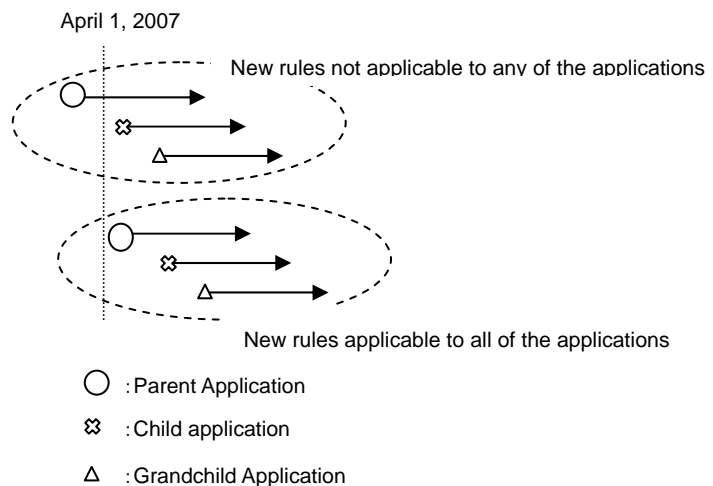 April 1, 2007
New rules not applicable to any of the applications
New rules applicable to all of the applications
: Parent Application
: Child application
: Grandchild Application